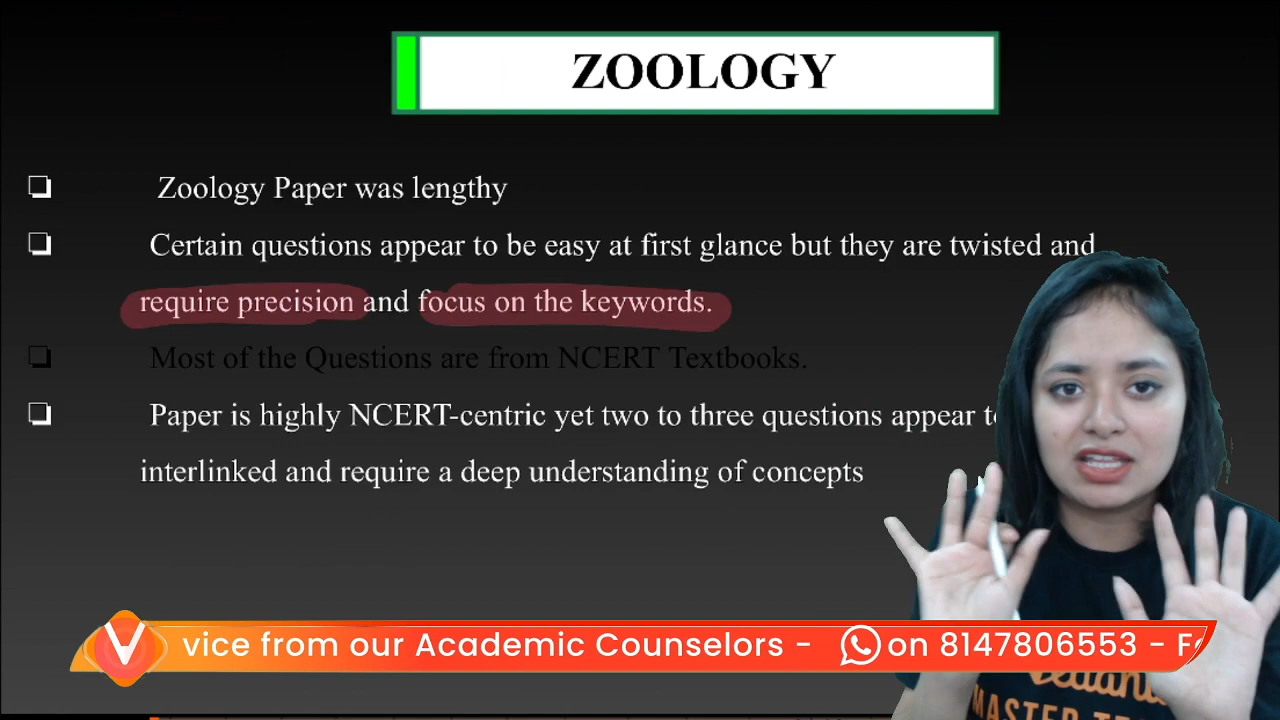 ZOOLOGY
Zoology Paper was lengthy
Certain questions appear to be easy at first glance but they are twisted and
require precision and focus on the keywords.
Most of the Questions are from NCERT Textbooks.
Paper is highly NCERT-centric yet two to three questions appear
interlinked and require a deep understanding of concepts
V vice from our Academic Counselors - on 8147806553 -
MASTER